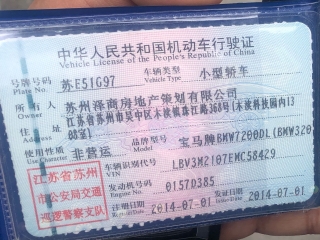 中华人民共和国机动车行驶证
Vehicle License of the People's Republic of China
号牌号码 苏E51G97 车辆类型 小型轿车
Plate No. Vehicle Type
所有人 苏州泽商房地产策划有限公司
Owner
住址 江苏省苏州市吴中区木渎镇珠江路368号(木渎科技园内13
Address 08室)
使用性质 非营运 品牌型号 宝马牌BMW7200DL(BMW320
Use Character Model
江苏省苏州
市公安局交通
巡逻警察支队
车辆识别代号 LBV3M2107EMC58429
VIN
发动机号码 0157D385
Engine No.
注册日期 2014-07-01 发证日期 2014-07-01
Register Date Issue Date